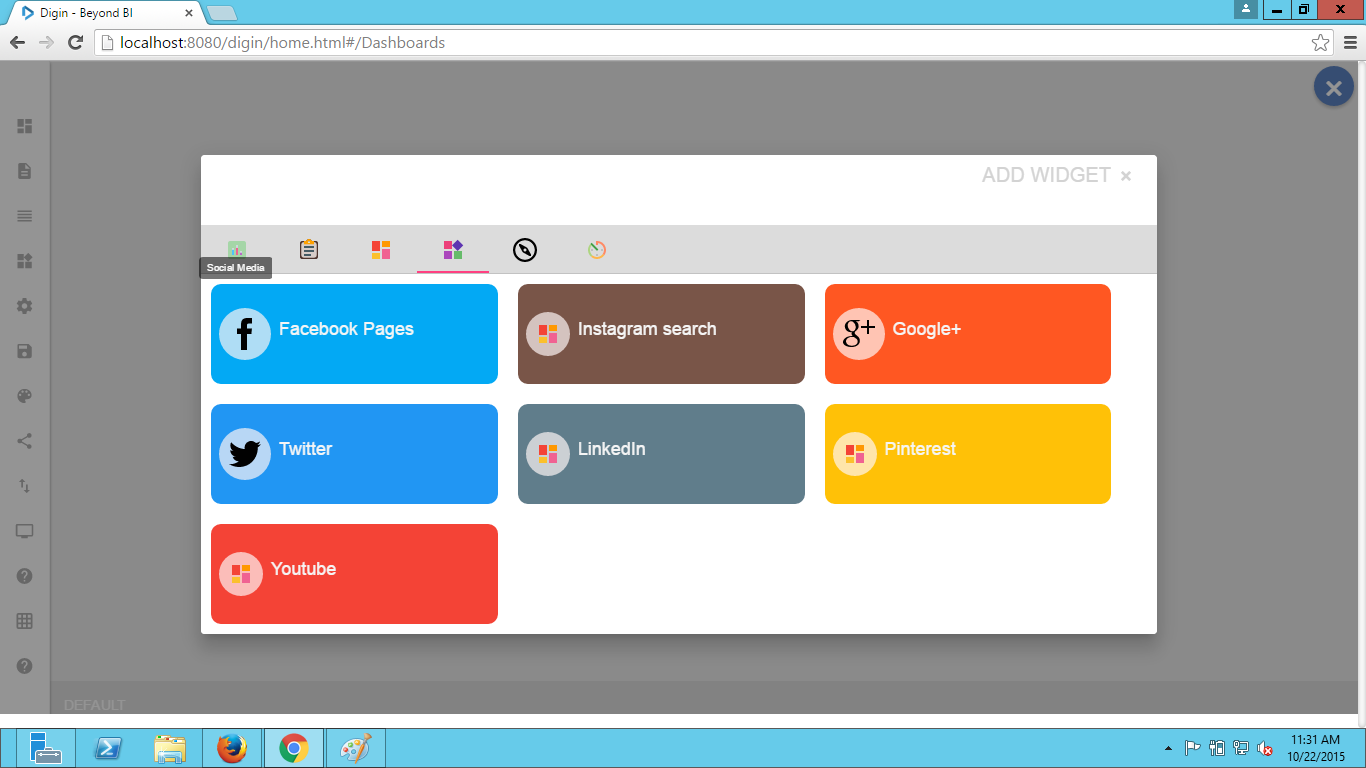 Digin - Beyond BI
localhost:8080/digin/home.html#/Dashboards
ADD WIDGET ×
Social Media
Facebook Pages
Instagram search
g+ Google+
Twitter
LinkedIn
Pinterest
Youtube
DEFAULT
11:31 AM
10/22/2015